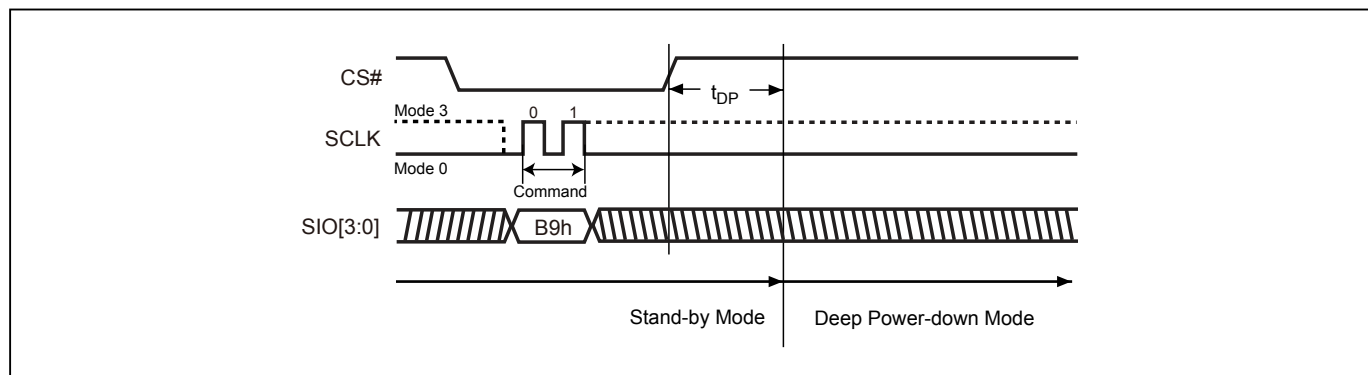 CS#
tDP
Mode 3
0 1
SCLK
Mode 0
Command
SIO[3:0]
B9h
Stand-by Mode
Deep Power-down Mode